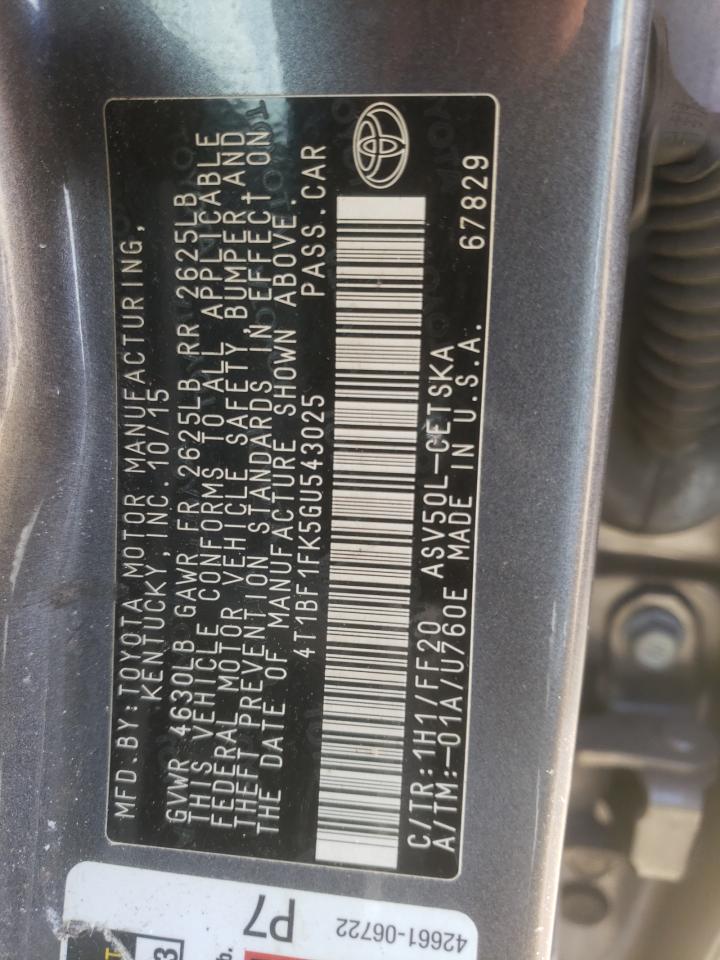 MFD.BY:TOYOTA MOTOR MANUFACTURING,
KENTUCKY, INC. 10/15
GVWR 4630LB GAWR FR 2625LB RR 2625LB
THIS VEHICLE CONFORMS TO ALL APPLICABLE
FEDERAL MOTOR VEHICLE SAFETY, BUMPER AND
THEFT PREVENTION STANDARDS IN EFFECT ON
THE DATE OF MANUFACTURE SHOWN ABOVE.
4T1BF1FK5GU543025 PASS.CAR
C/TR:1H1/FF20 ASV50L-CETSKA
A/TM:-01A/U760E MADE IN U.S.A. 67829
P7
42661-06722